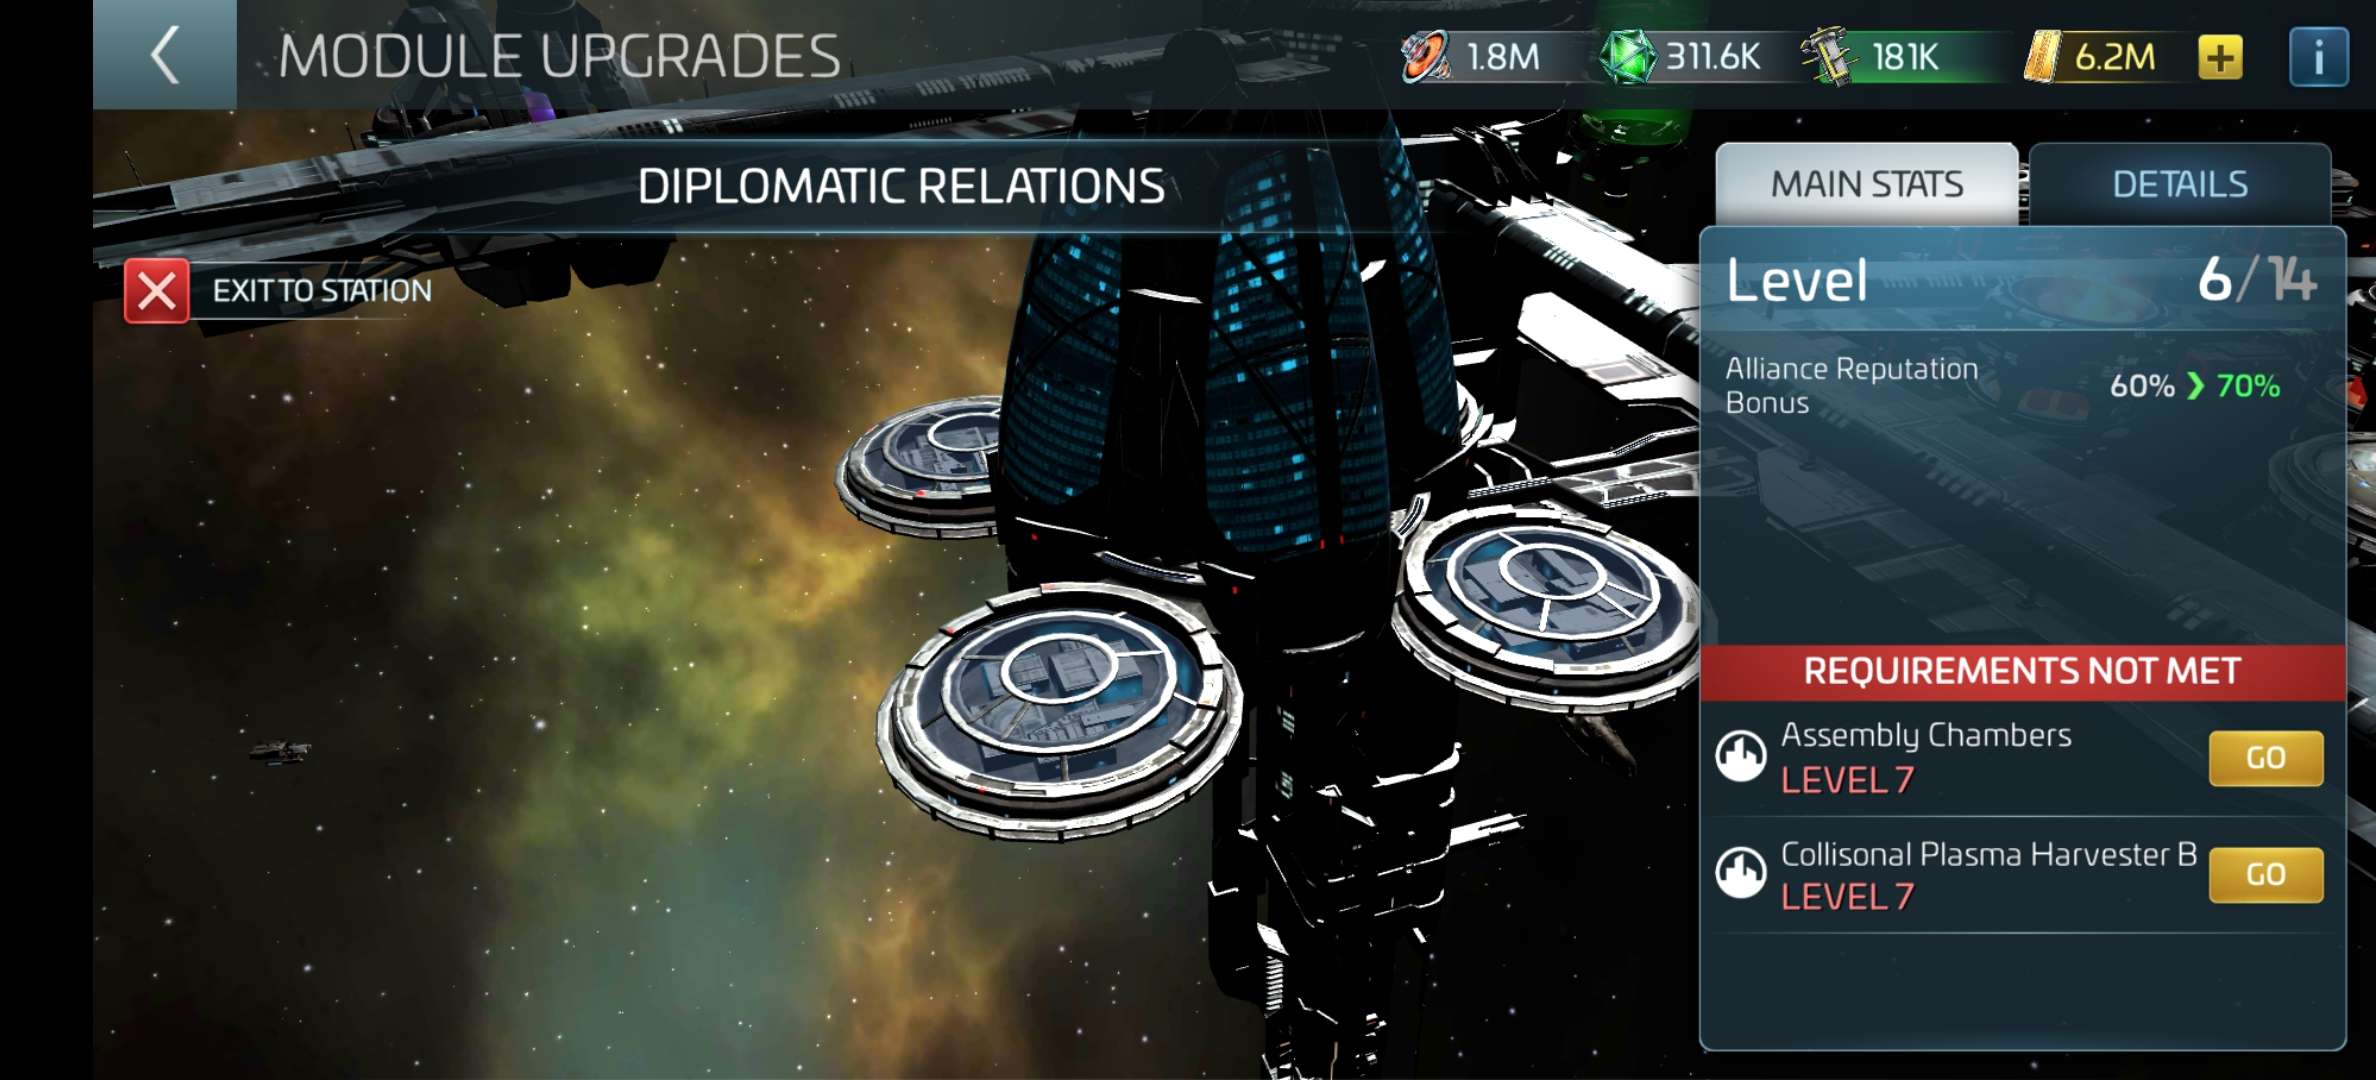 MODULE UPGRADES
1.8M
311.6K
181K
6.2M
i
DIPLOMATIC RELATIONS
EXIT TO STATION
MAIN STATS
DETAILS
Level
6/14
Alliance Reputation
Bonus
60% ❯ 70%
REQUIREMENTS NOT MET
Assembly Chambers
LEVEL 7
GO
Collisonal Plasma Harvester B
LEVEL 7
GO